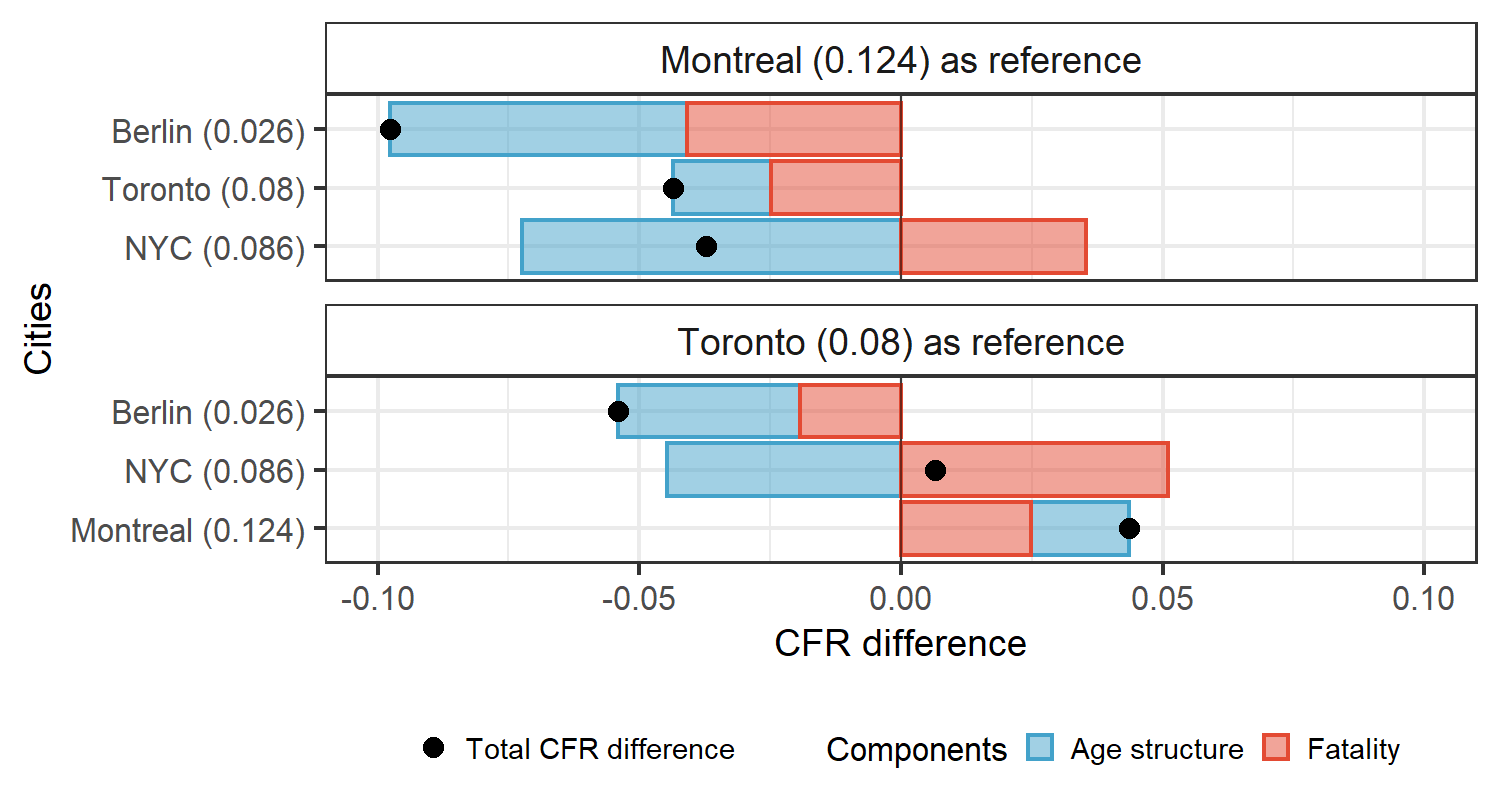 Montreal (0.124) as reference
Berlin (0.026)
Toronto (0.08)
NYC (0.086)
Cities
Toronto (0.08) as reference
Berlin (0.026)
NYC (0.086)
Montreal (0.124)
-0.10 -0.05 0.00 0.05 0.10
CFR difference
Total CFR difference Components Age structure Fatality